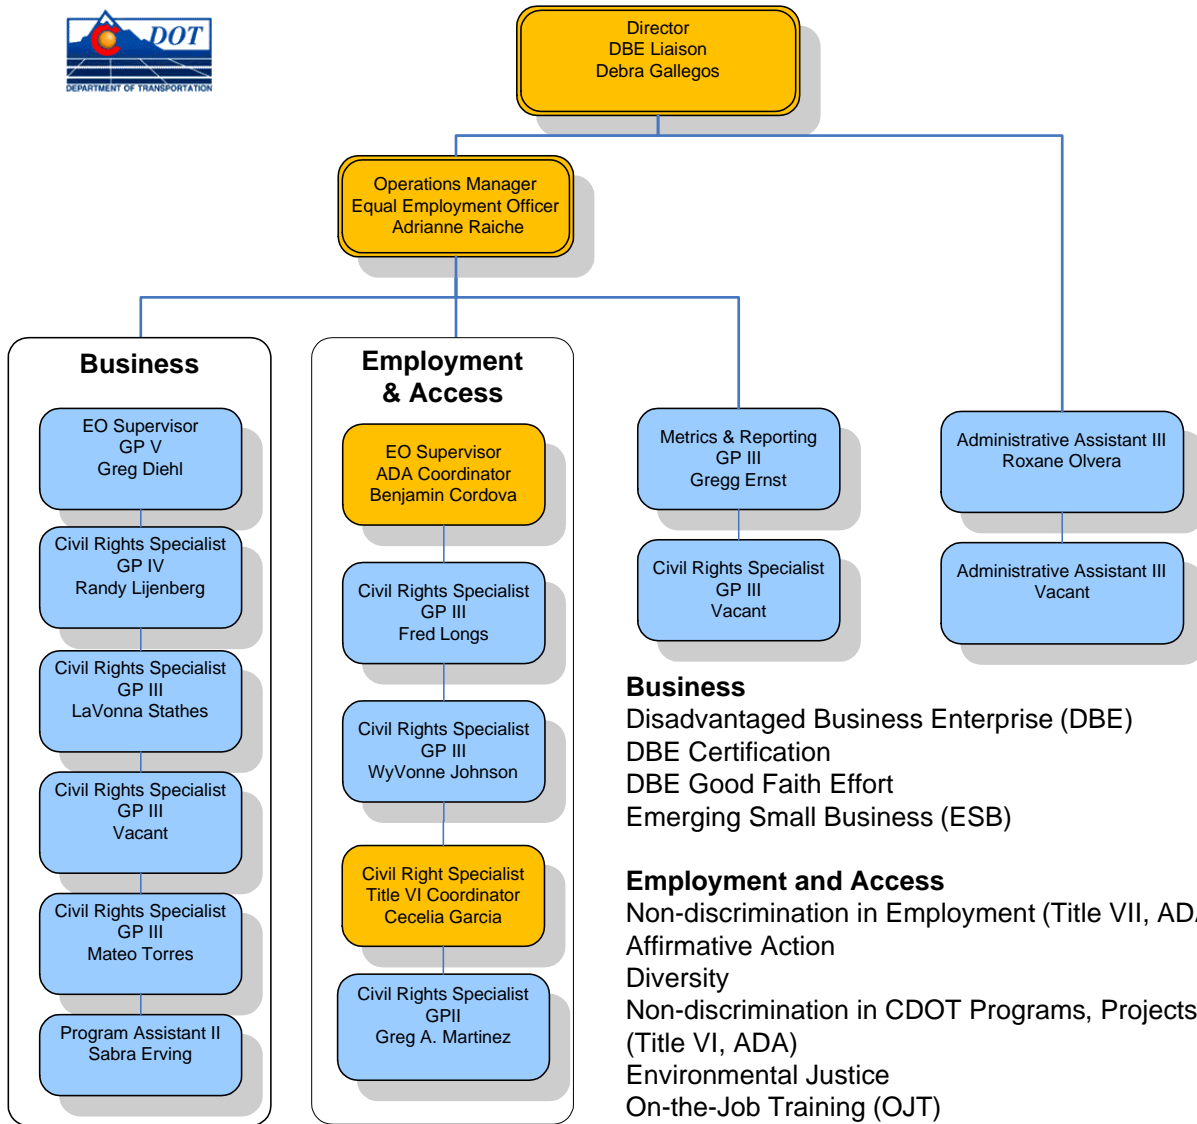 DOT
DEPARTMENT OF TRANSPORTATION
Director
DBE Liaison
Debra Gallegos
Operations Manager
Equal Employment Officer
Adrianne Raiche
Business
EO Supervisor
GP V
Greg Diehl
Civil Rights Specialist
GP IV
Randy Lijenberg
Civil Rights Specialist
GP III
LaVonna Stathes
Civil Rights Specialist
GP III
Vacant
Civil Rights Specialist
GP III
Mateo Torres
Program Assistant II
Sabra Erving
Employment
& Access
EO Supervisor
ADA Coordinator
Benjamin Cordova
Civil Rights Specialist
GP III
Fred Longs
Civil Rights Specialist
GP III
WyVonne Johnson
Civil Right Specialist
Title VI Coordinator
Cecelia Garcia
Civil Rights Specialist
GPII
Greg A. Martinez
Metrics & Reporting
GP III
Gregg Ernst
Civil Rights Specialist
GP III
Vacant
Administrative Assistant III
Roxane Olvera
Administrative Assistant III
Vacant
Business
Disadvantaged Business Enterprise (DBE)
DBE Certification
DBE Good Faith Effort
Emerging Small Business (ESB)
Employment and Access
Non-discrimination in Employment (Title VII, ADA
Affirmative Action
Diversity
Non-discrimination in CDOT Programs, Projects
(Title VI, ADA)
Environmental Justice
On-the-Job Training (OJT)